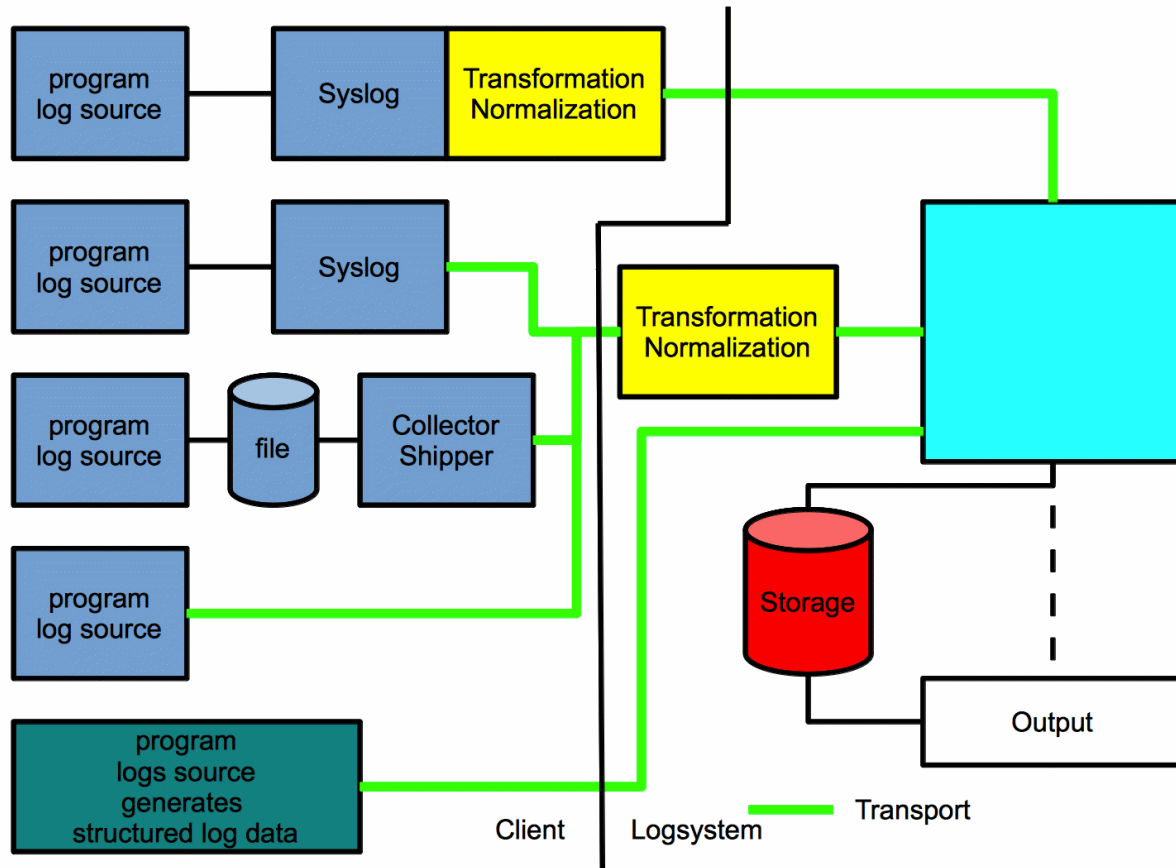 program
log source
Syslog
Transformation
Normalization
program
log source
Syslog
Transformation
Normalization
program
log source
file
Collector
Shipper
program
log source
Storage
program
logs source
generates
structured log data
Output
Client
Logsystem
Transport